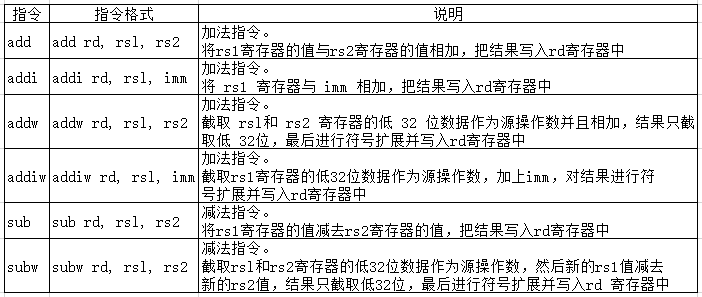 指令 指令格式 说明
add add rd, rsl, rs2 加法指令。
将rs1寄存器的值与rs2寄存器的值相加，把结果写入rd寄存器中
addi addi rd, rsl, imm 加法指令。
将 rs1 寄存器与 imm 相加，把结果写入rd寄存器中
addw addw rd, rsl, rs2 加法指令。
截取 rsl和 rs2 寄存器的低 32 位数据作为源操作数并且相加，结果只截
取低 32位，最后进行符号扩展并写入rd寄存器中
addiw addiw rd, rsl, imm 加法指令。
截取rs1寄存器的低32位数据作为源操作数，加上imm，对结果进行符
号扩展并写入rd寄存器中
sub sub rd, rsl, rs2 减法指令。
将rs1寄存器的值减去rs2寄存器的值，把结果写入rd寄存器中
subw subw rd, rsl, rs2 减法指令。
截取rsl和rs2寄存器的低32位数据作为源操作数，然后新的rs1值减去
新的rs2值，结果只截取低32位，最后进行符号扩展并写入rd 寄存器中